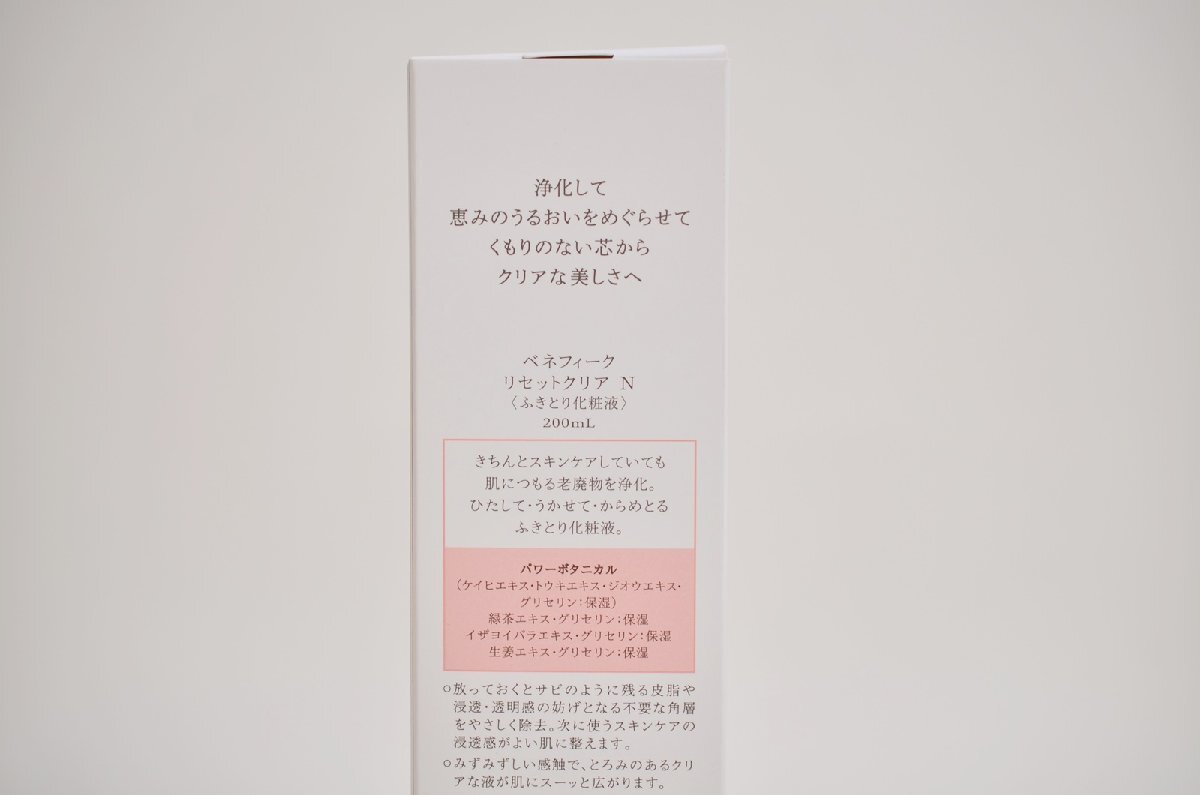 浄化して
恵みのうるおいをめぐらせて
くもりのない芯から
クリアな美しさへ
ベネフィーク
リセットクリア N
〈ふきとり化粧液〉
200mL
きちんとスキンケアしていても
肌につもる老廃物を浄化。
ひたして・うかせて・からめとる
ふきとり化粧液。
パワーボタニカル
(ケイヒエキス・トウキエキス・ジオウエキス・
グリセリン:保湿)
緑茶エキス・グリセリン:保湿
イザヨイバラエキス・グリセリン:保湿
生姜エキス・グリセリン:保湿
○放っておくとサビのように残る皮脂や
浸透・透明感の妨げとなる不要な角層
をやさしく除去。次に使うスキンケアの
浸透感がよい肌に整えます。
○みずみずしい感触で、とろみのあるクリ
アな液が肌にスーッと広がります。